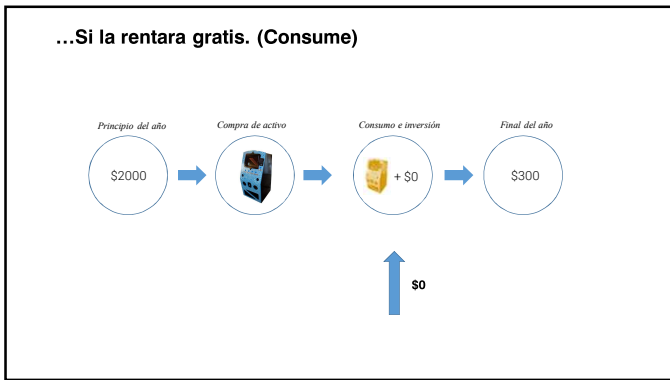 …Si la rentara gratis. (Consume)
Principio del año
Compra de activo
Consumo e inversión
Final del año
$2000
+ $0
$300
$0